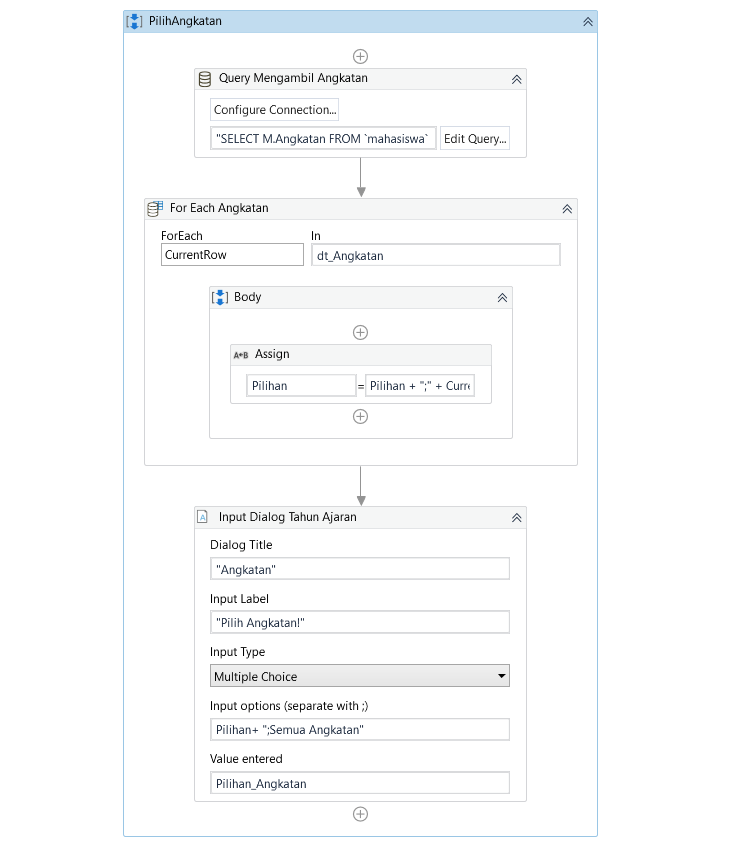 PilihAngkatan
Query Mengambil Angkatan
Configure Connection...
"SELECT M.Angkatan FROM `mahasiswa`
Edit Query...
For Each Angkatan
ForEach
In
CurrentRow
dt_Angkatan
Body
A+B Assign
Pilihan = Pilihan + ";" + Curre
Input Dialog Tahun Ajaran
Dialog Title
"Angkatan"
Input Label
"Pilih Angkatan!"
Input Type
Multiple Choice
Input options (separate with ;)
Pilihan+ ";Semua Angkatan"
Value entered
Pilihan_Angkatan